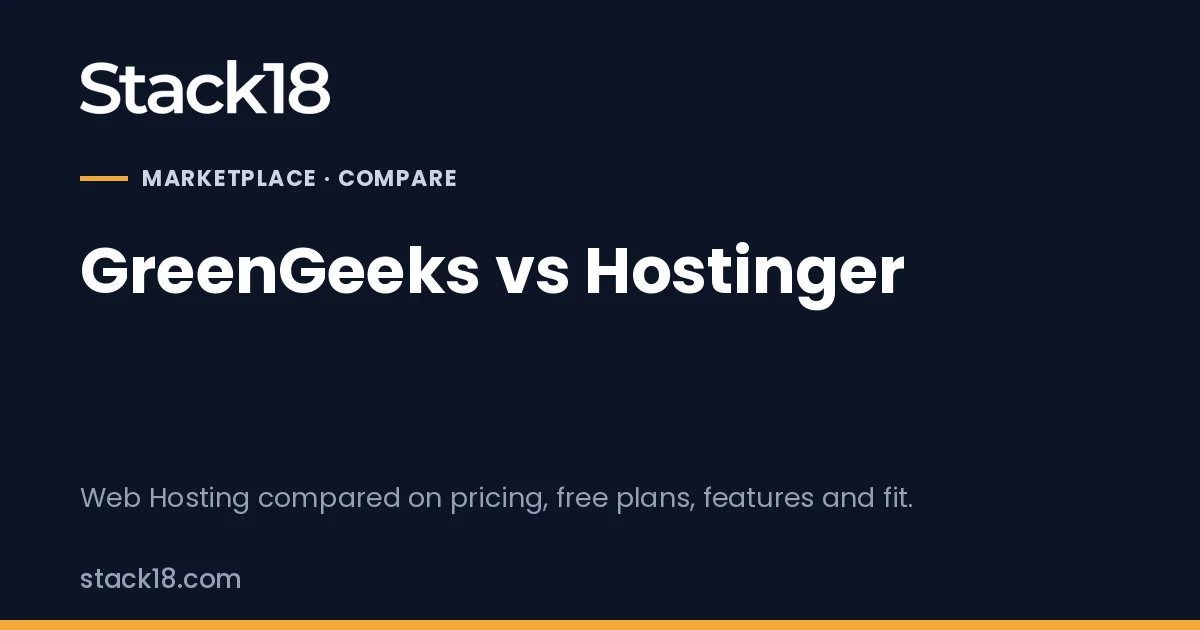 Stack18
MARKETPLACE · COMPARE
GreenGeeks vs Hostinger
Web Hosting compared on pricing, free plans, features and fit.
stack18.com